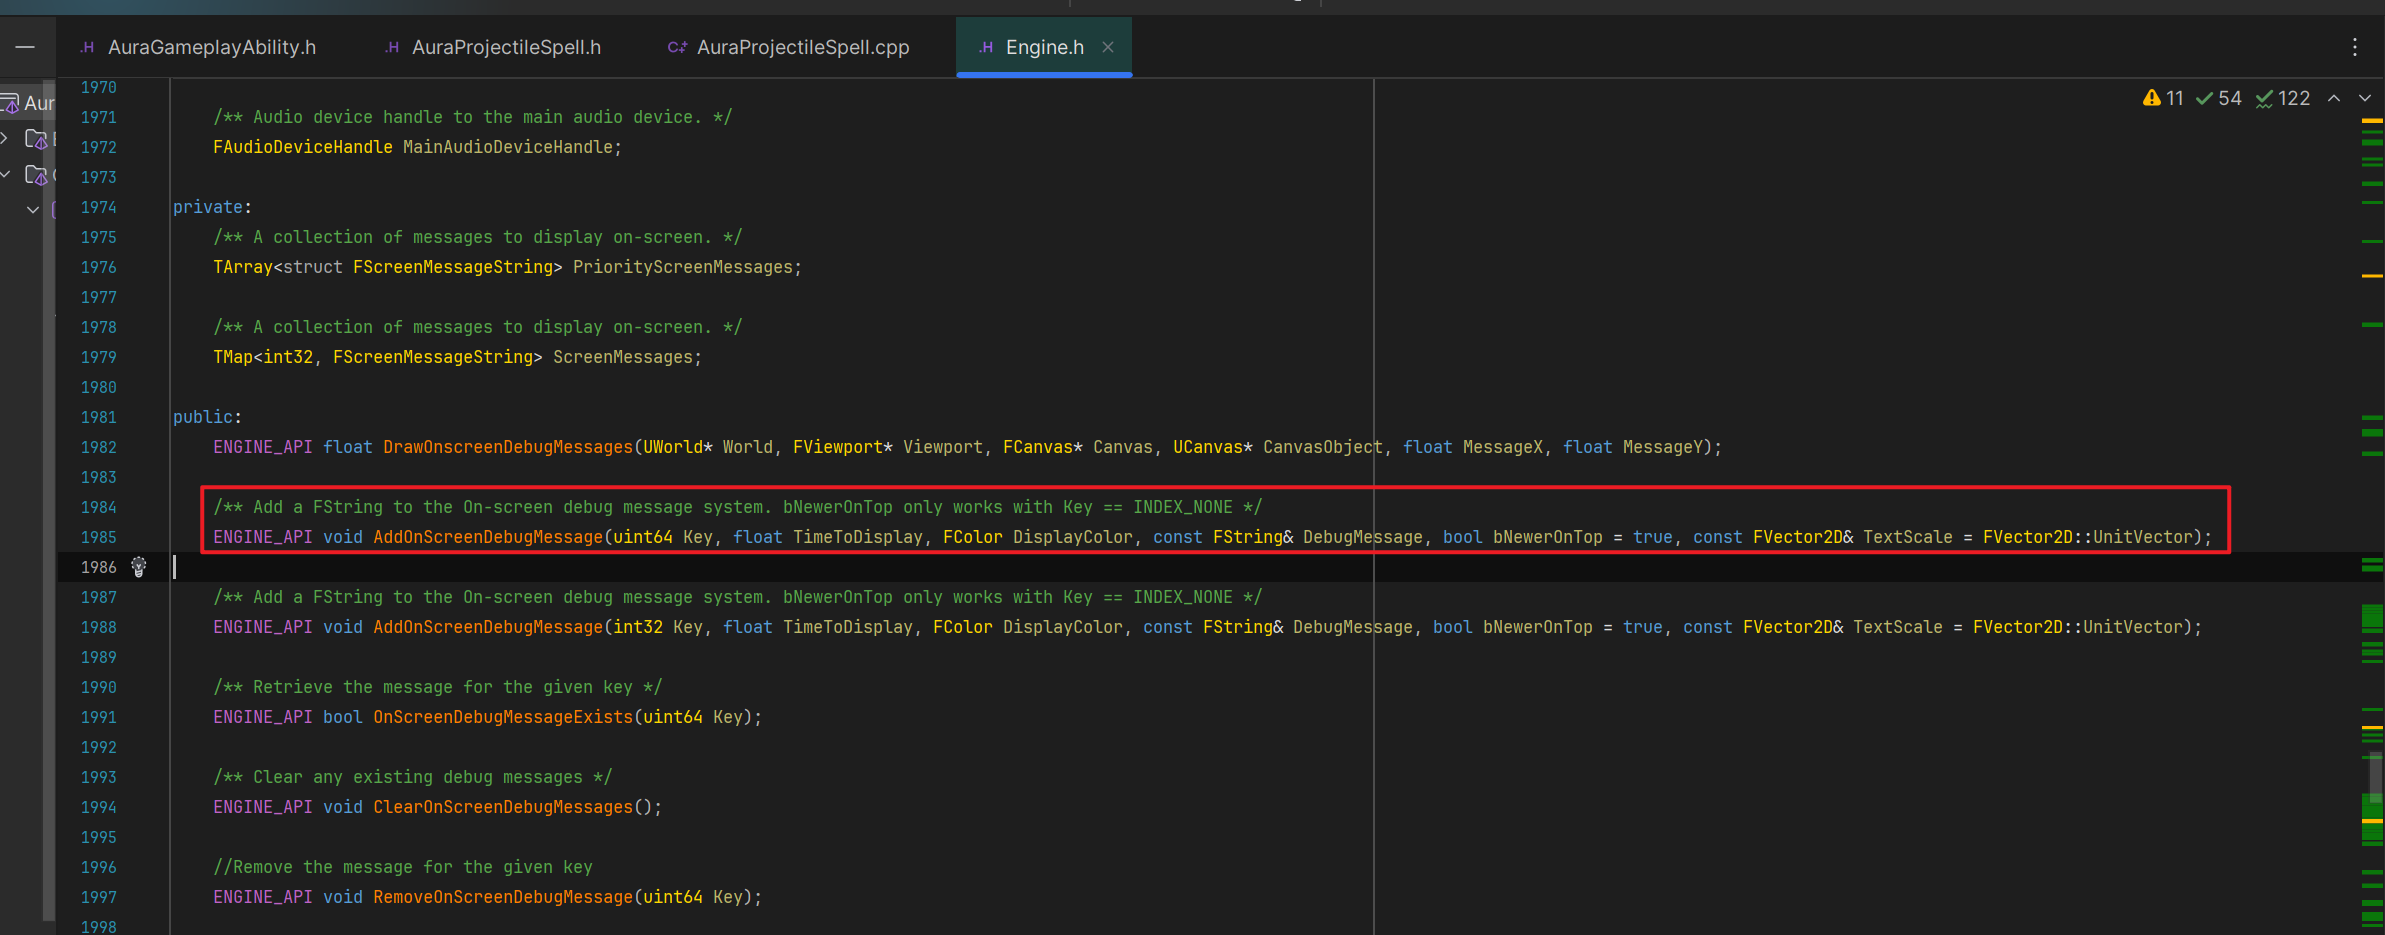 .H AuraGameplayAbility.h .H AuraProjectileSpell.h C++ AuraProjectileSpell.cpp .H Engine.h
Aur
11 54 122
1970
1971 /** Audio device handle to the main audio device. */
1972 FAudioDeviceHandle MainAudioDeviceHandle;
1973
1974 private:
1975 /** A collection of messages to display on-screen. */
1976 TArray<struct FScreenMessageString> PriorityScreenMessages;
1977
1978 /** A collection of messages to display on-screen. */
1979 TMap<int32, FScreenMessageString> ScreenMessages;
1980
1981 public:
1982 ENGINE_API float DrawOnscreenDebugMessages(UWorld* World, FViewport* Viewport, FCanvas* Canvas, UCanvas* CanvasObject, float MessageX, float MessageY);
1983
1984 /** Add a FString to the On-screen debug message system. bNewerOnTop only works with Key == INDEX_NONE */
1985 ENGINE_API void AddOnScreenDebugMessage(uint64 Key, float TimeToDisplay, FColor DisplayColor, const FString& DebugMessage, bool bNewerOnTop = true, const FVector2D& TextScale = FVector2D::UnitVector);
1986
1987 /** Add a FString to the On-screen debug message system. bNewerOnTop only works with Key == INDEX_NONE */
1988 ENGINE_API void AddOnScreenDebugMessage(int32 Key, float TimeToDisplay, FColor DisplayColor, const FString& DebugMessage, bool bNewerOnTop = true, const FVector2D& TextScale = FVector2D::UnitVector);
1989
1990 /** Retrieve the message for the given key */
1991 ENGINE_API bool OnScreenDebugMessageExists(uint64 Key);
1992
1993 /** Clear any existing debug messages */
1994 ENGINE_API void ClearOnScreenDebugMessages();
1995
1996 //Remove the message for the given key
1997 ENGINE_API void RemoveOnScreenDebugMessage(uint64 Key);
1998